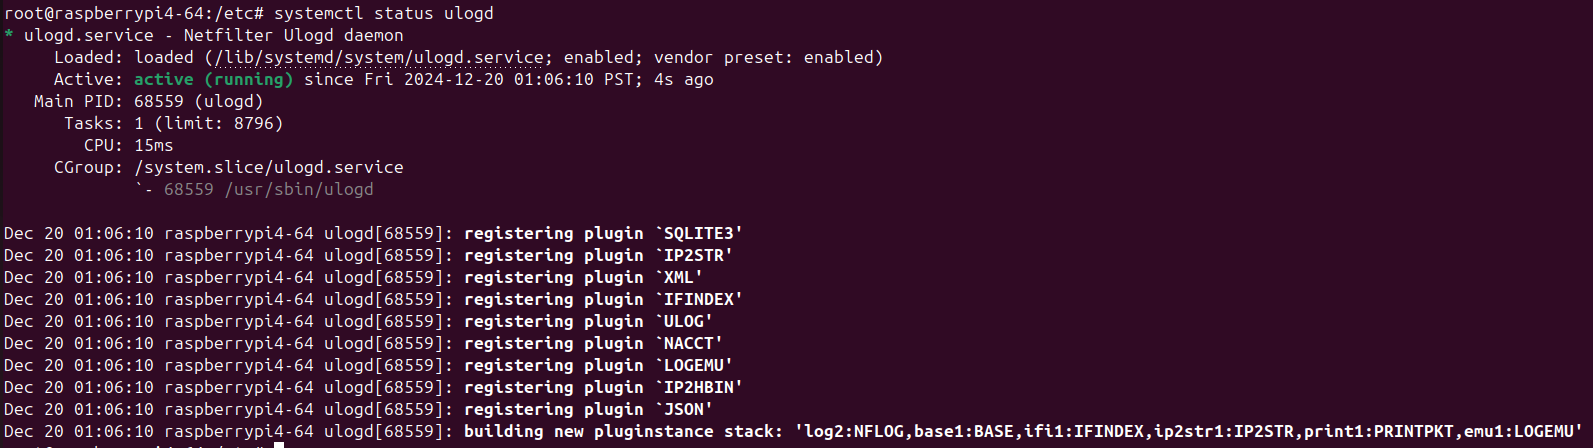 root@raspberrypi4-64:/etc# systemctl status ulogd
* ulogd.service - Netfilter Ulogd daemon
     Loaded: loaded (/lib/systemd/system/ulogd.service; enabled; vendor preset: enabled)
     Active: active (running) since Fri 2024-12-20 01:06:10 PST; 4s ago
   Main PID: 68559 (ulogd)
      Tasks: 1 (limit: 8796)
        CPU: 15ms
     CGroup: /system.slice/ulogd.service
             `- 68559 /usr/sbin/ulogd
Dec 20 01:06:10 raspberrypi4-64 ulogd[68559]: registering plugin `SQLITE3'
Dec 20 01:06:10 raspberrypi4-64 ulogd[68559]: registering plugin `IP2STR'
Dec 20 01:06:10 raspberrypi4-64 ulogd[68559]: registering plugin `XML'
Dec 20 01:06:10 raspberrypi4-64 ulogd[68559]: registering plugin `IFINDEX'
Dec 20 01:06:10 raspberrypi4-64 ulogd[68559]: registering plugin `ULOG'
Dec 20 01:06:10 raspberrypi4-64 ulogd[68559]: registering plugin `NACCT'
Dec 20 01:06:10 raspberrypi4-64 ulogd[68559]: registering plugin `LOGEMU'
Dec 20 01:06:10 raspberrypi4-64 ulogd[68559]: registering plugin `IP2HBIN'
Dec 20 01:06:10 raspberrypi4-64 ulogd[68559]: registering plugin `JSON'
Dec 20 01:06:10 raspberrypi4-64 ulogd[68559]: building new pluginstance stack: 'log2:NFLOG,base1:BASE,ifi1:IFINDEX,ip2str1:IP2STR,print1:PRINTPKT,emu1:LOGEMU'